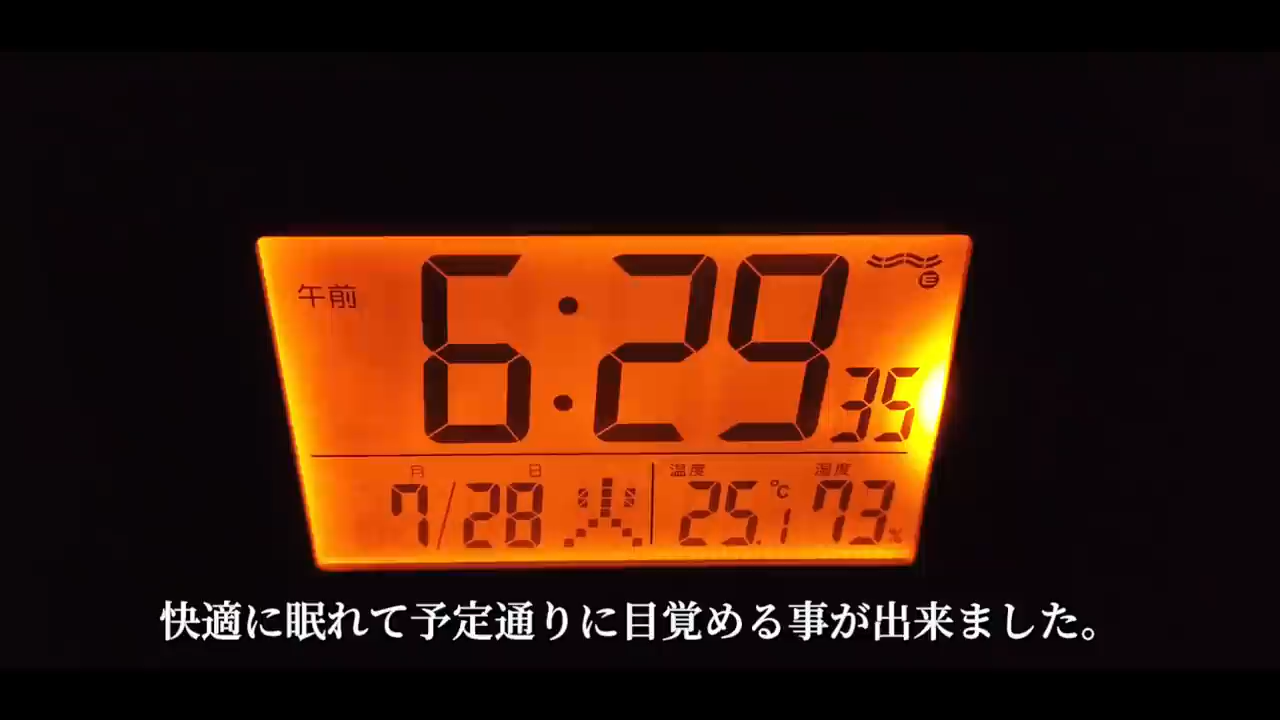 午前 6:29 35
月 日 温度 湿度
7/28 火 25.1℃ 73%
快適に眠れて予定通りに目覚める事が出来ました。